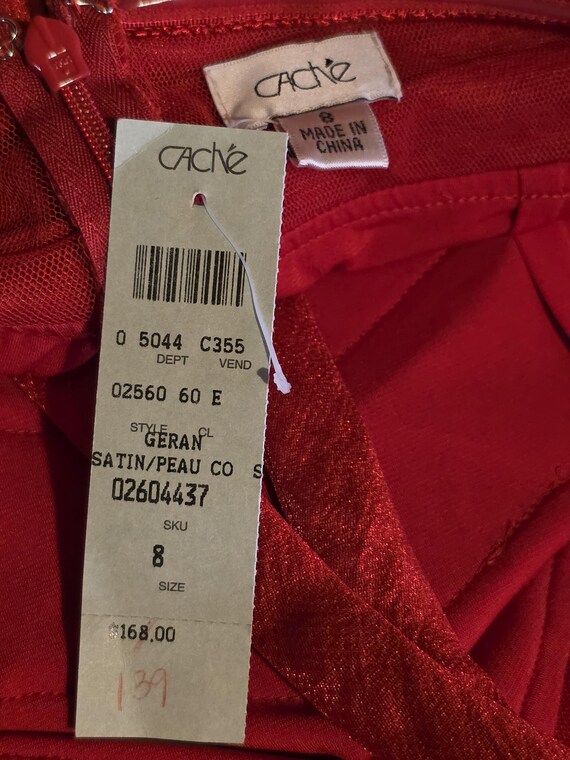 CAché
8
MADE IN
CHINA
CAché
0 5044 C355
DEPT VEND
02560 60 E
STYLE CL
GERAN
SATIN/PEAU CO S
02604437
SKU
8
SIZE
$168.00
139